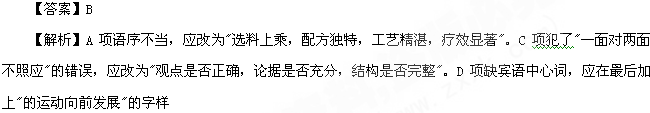 【答案】B
【解析】A 项语序不当，应改为"选料上乘，配方独特，工艺精湛，疗效显著"。C 项犯了"一面对两面
不照应"的错误，应改为"观点是否正确，论据是否充分，结构是否完整"。D 项缺宾语中心词，应在最后加
上"的运动向前发展"的字样